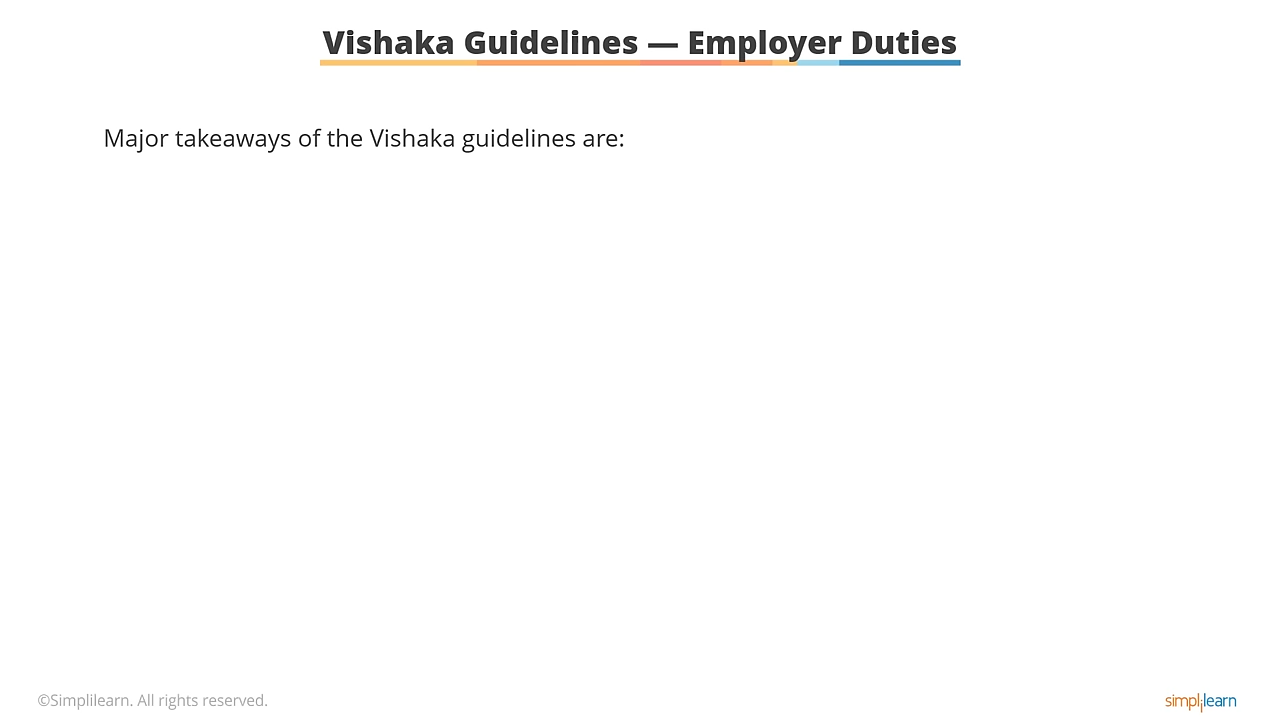 Vishaka Guidelines — Employer Duties
Major takeaways of the Vishaka guidelines are:
©Simplilearn. All rights reserved.
simplilearn